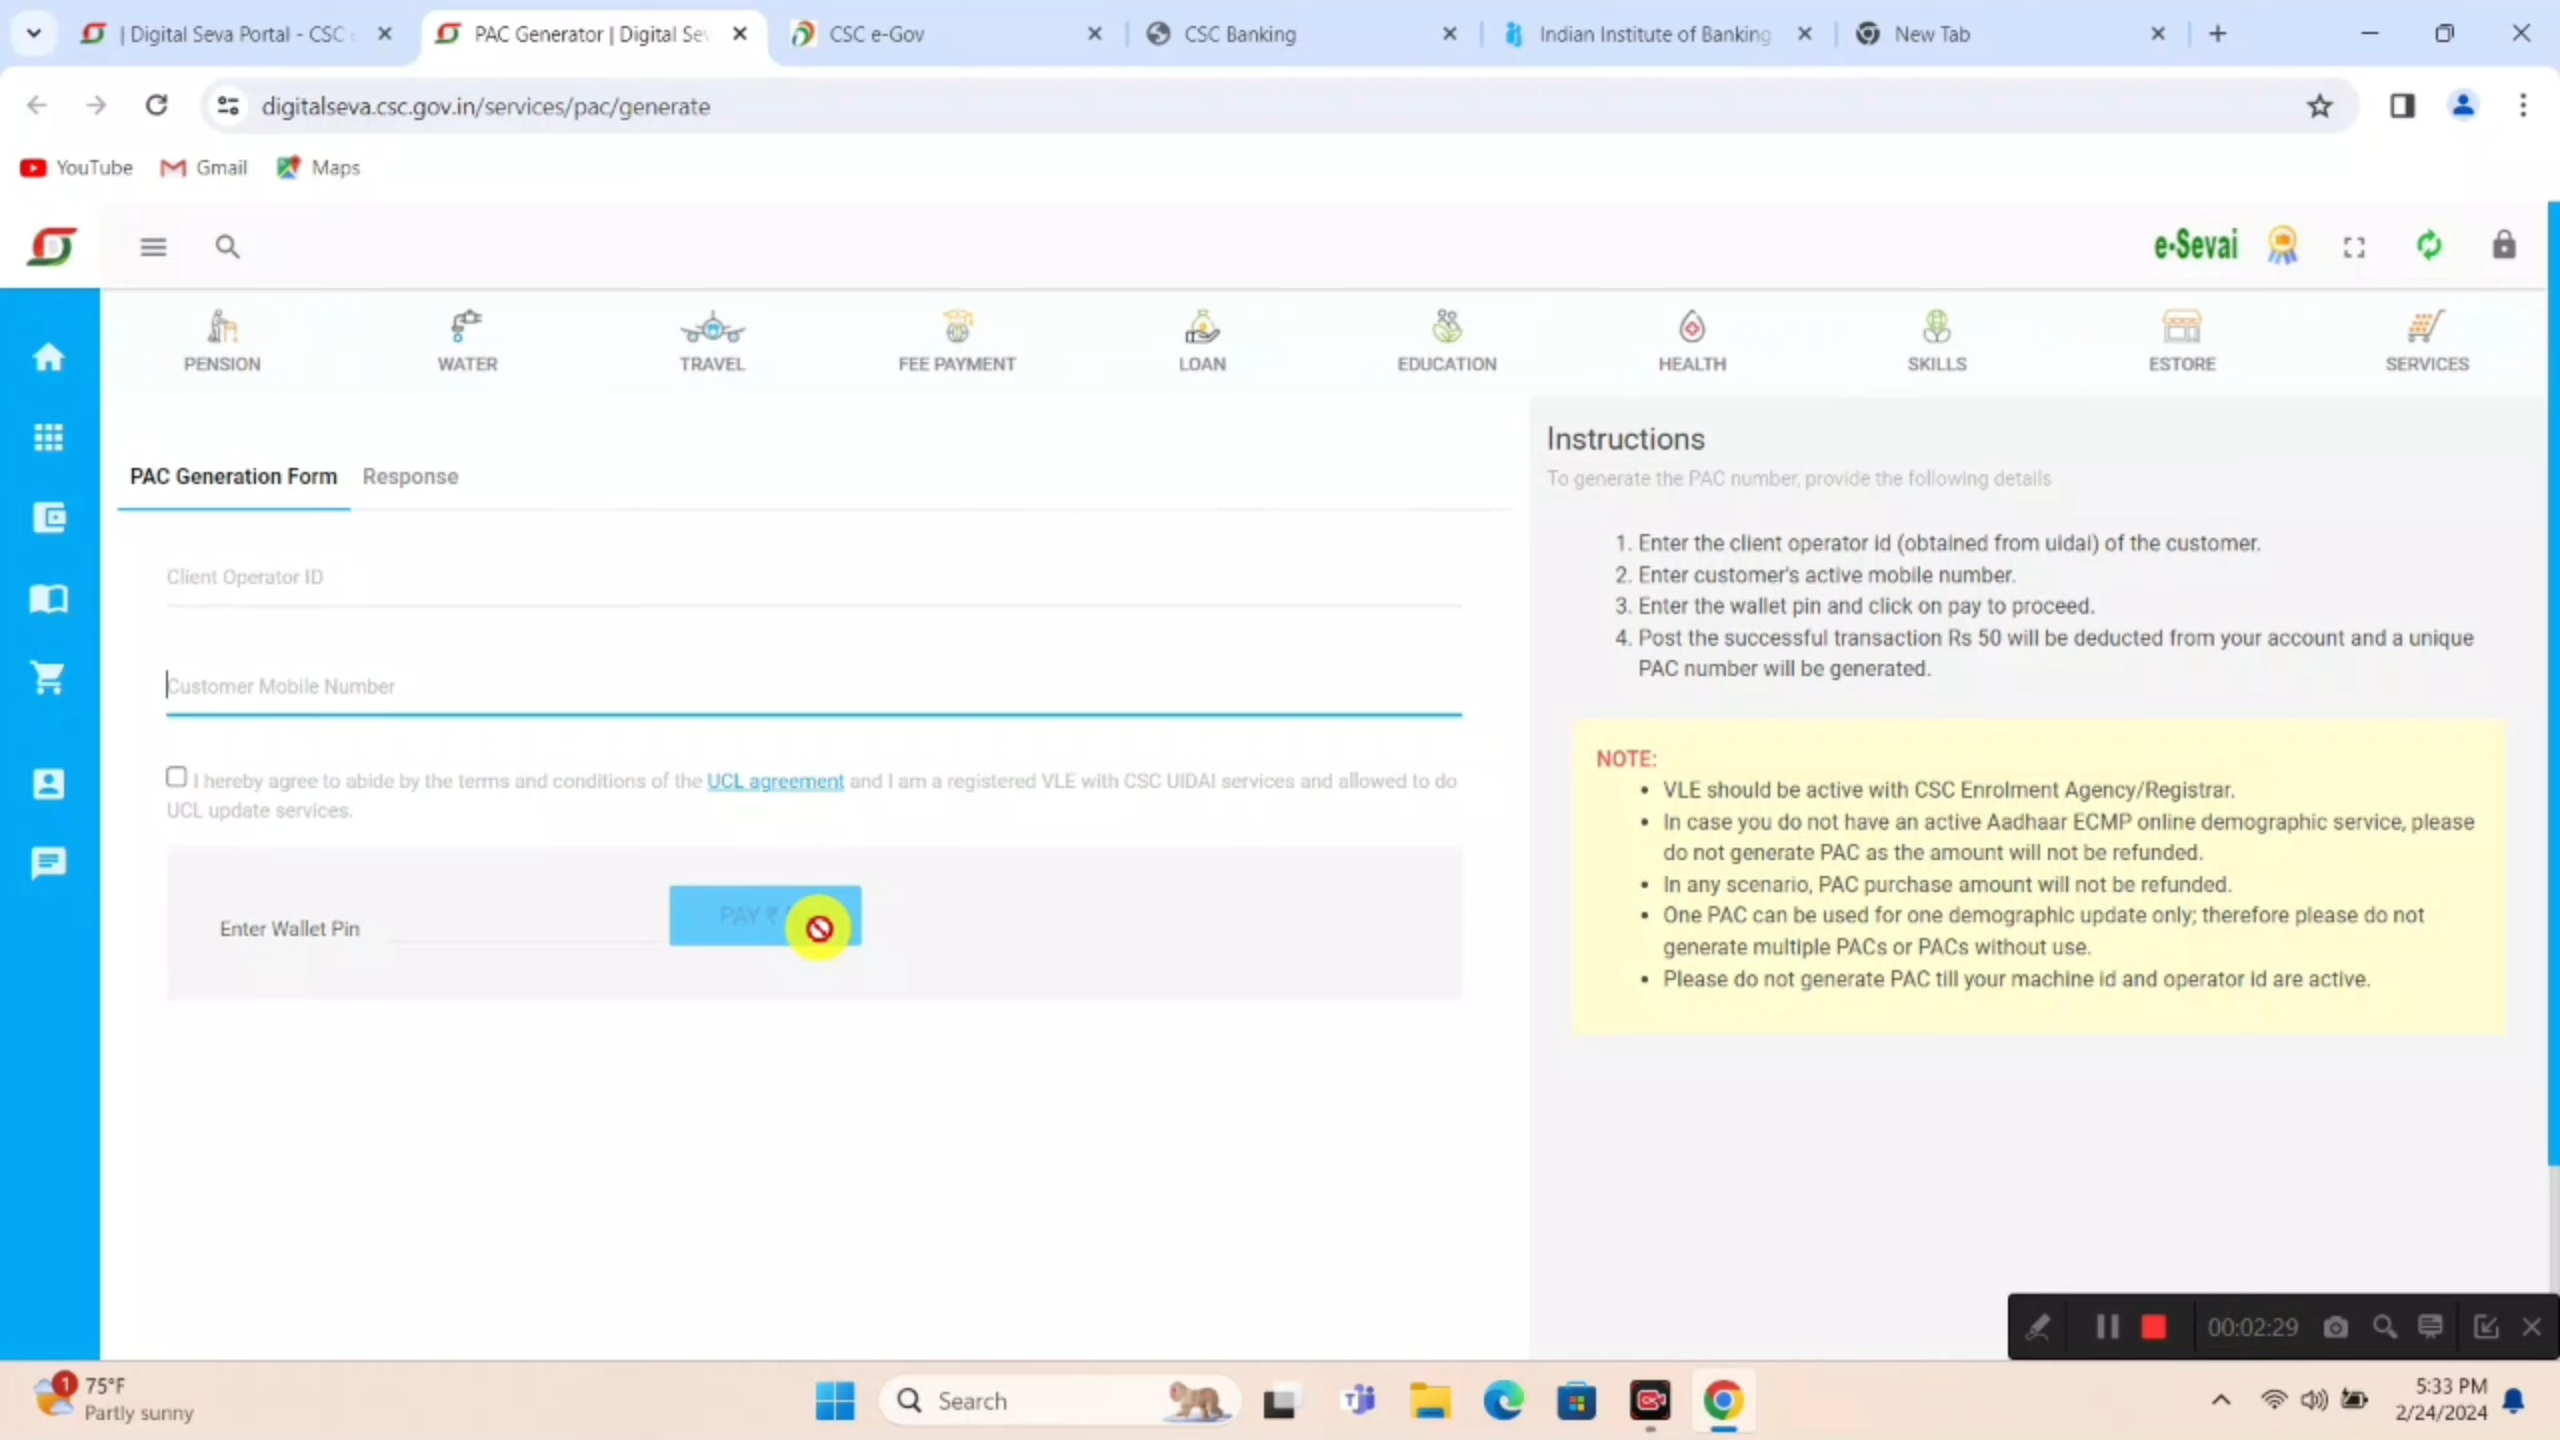 | Digital Seva Portal - CSC
PAC Generator | Digital Se
CSC e-Gov
CSC Banking
Indian Institute of Banking
New Tab
digitalseva.csc.gov.in/services/pac/generate
YouTube
Gmail
Maps
e-Sevai
PENSION
WATER
TRAVEL
FEE PAYMENT
LOAN
EDUCATION
HEALTH
SKILLS
ESTORE
SERVICES
PAC Generation Form
Response
Client Operator ID
Customer Mobile Number
I hereby agree to abide by the terms and conditions of the UCL agreement and I am a registered VLE with CSC UIDAI services and allowed to do
UCL update services.
Enter Wallet Pin
PAY ₹
Instructions
To generate the PAC number, provide the following details
1. Enter the client operator id (obtained from uidai) of the customer.
2. Enter customer's active mobile number.
3. Enter the wallet pin and click on pay to proceed.
4. Post the successful transaction Rs 50 will be deducted from your account and a unique
PAC number will be generated.
NOTE:
• VLE should be active with CSC Enrolment Agency/Registrar.
• In case you do not have an active Aadhaar ECMP online demographic service, please
do not generate PAC as the amount will not be refunded.
• In any scenario, PAC purchase amount will not be refunded.
• One PAC can be used for one demographic update only; therefore please do not
generate multiple PACs or PACs without use.
• Please do not generate PAC till your machine id and operator id are active.
00:02:29
1
75°F
Partly sunny
Search
5:33 PM
2/24/2024